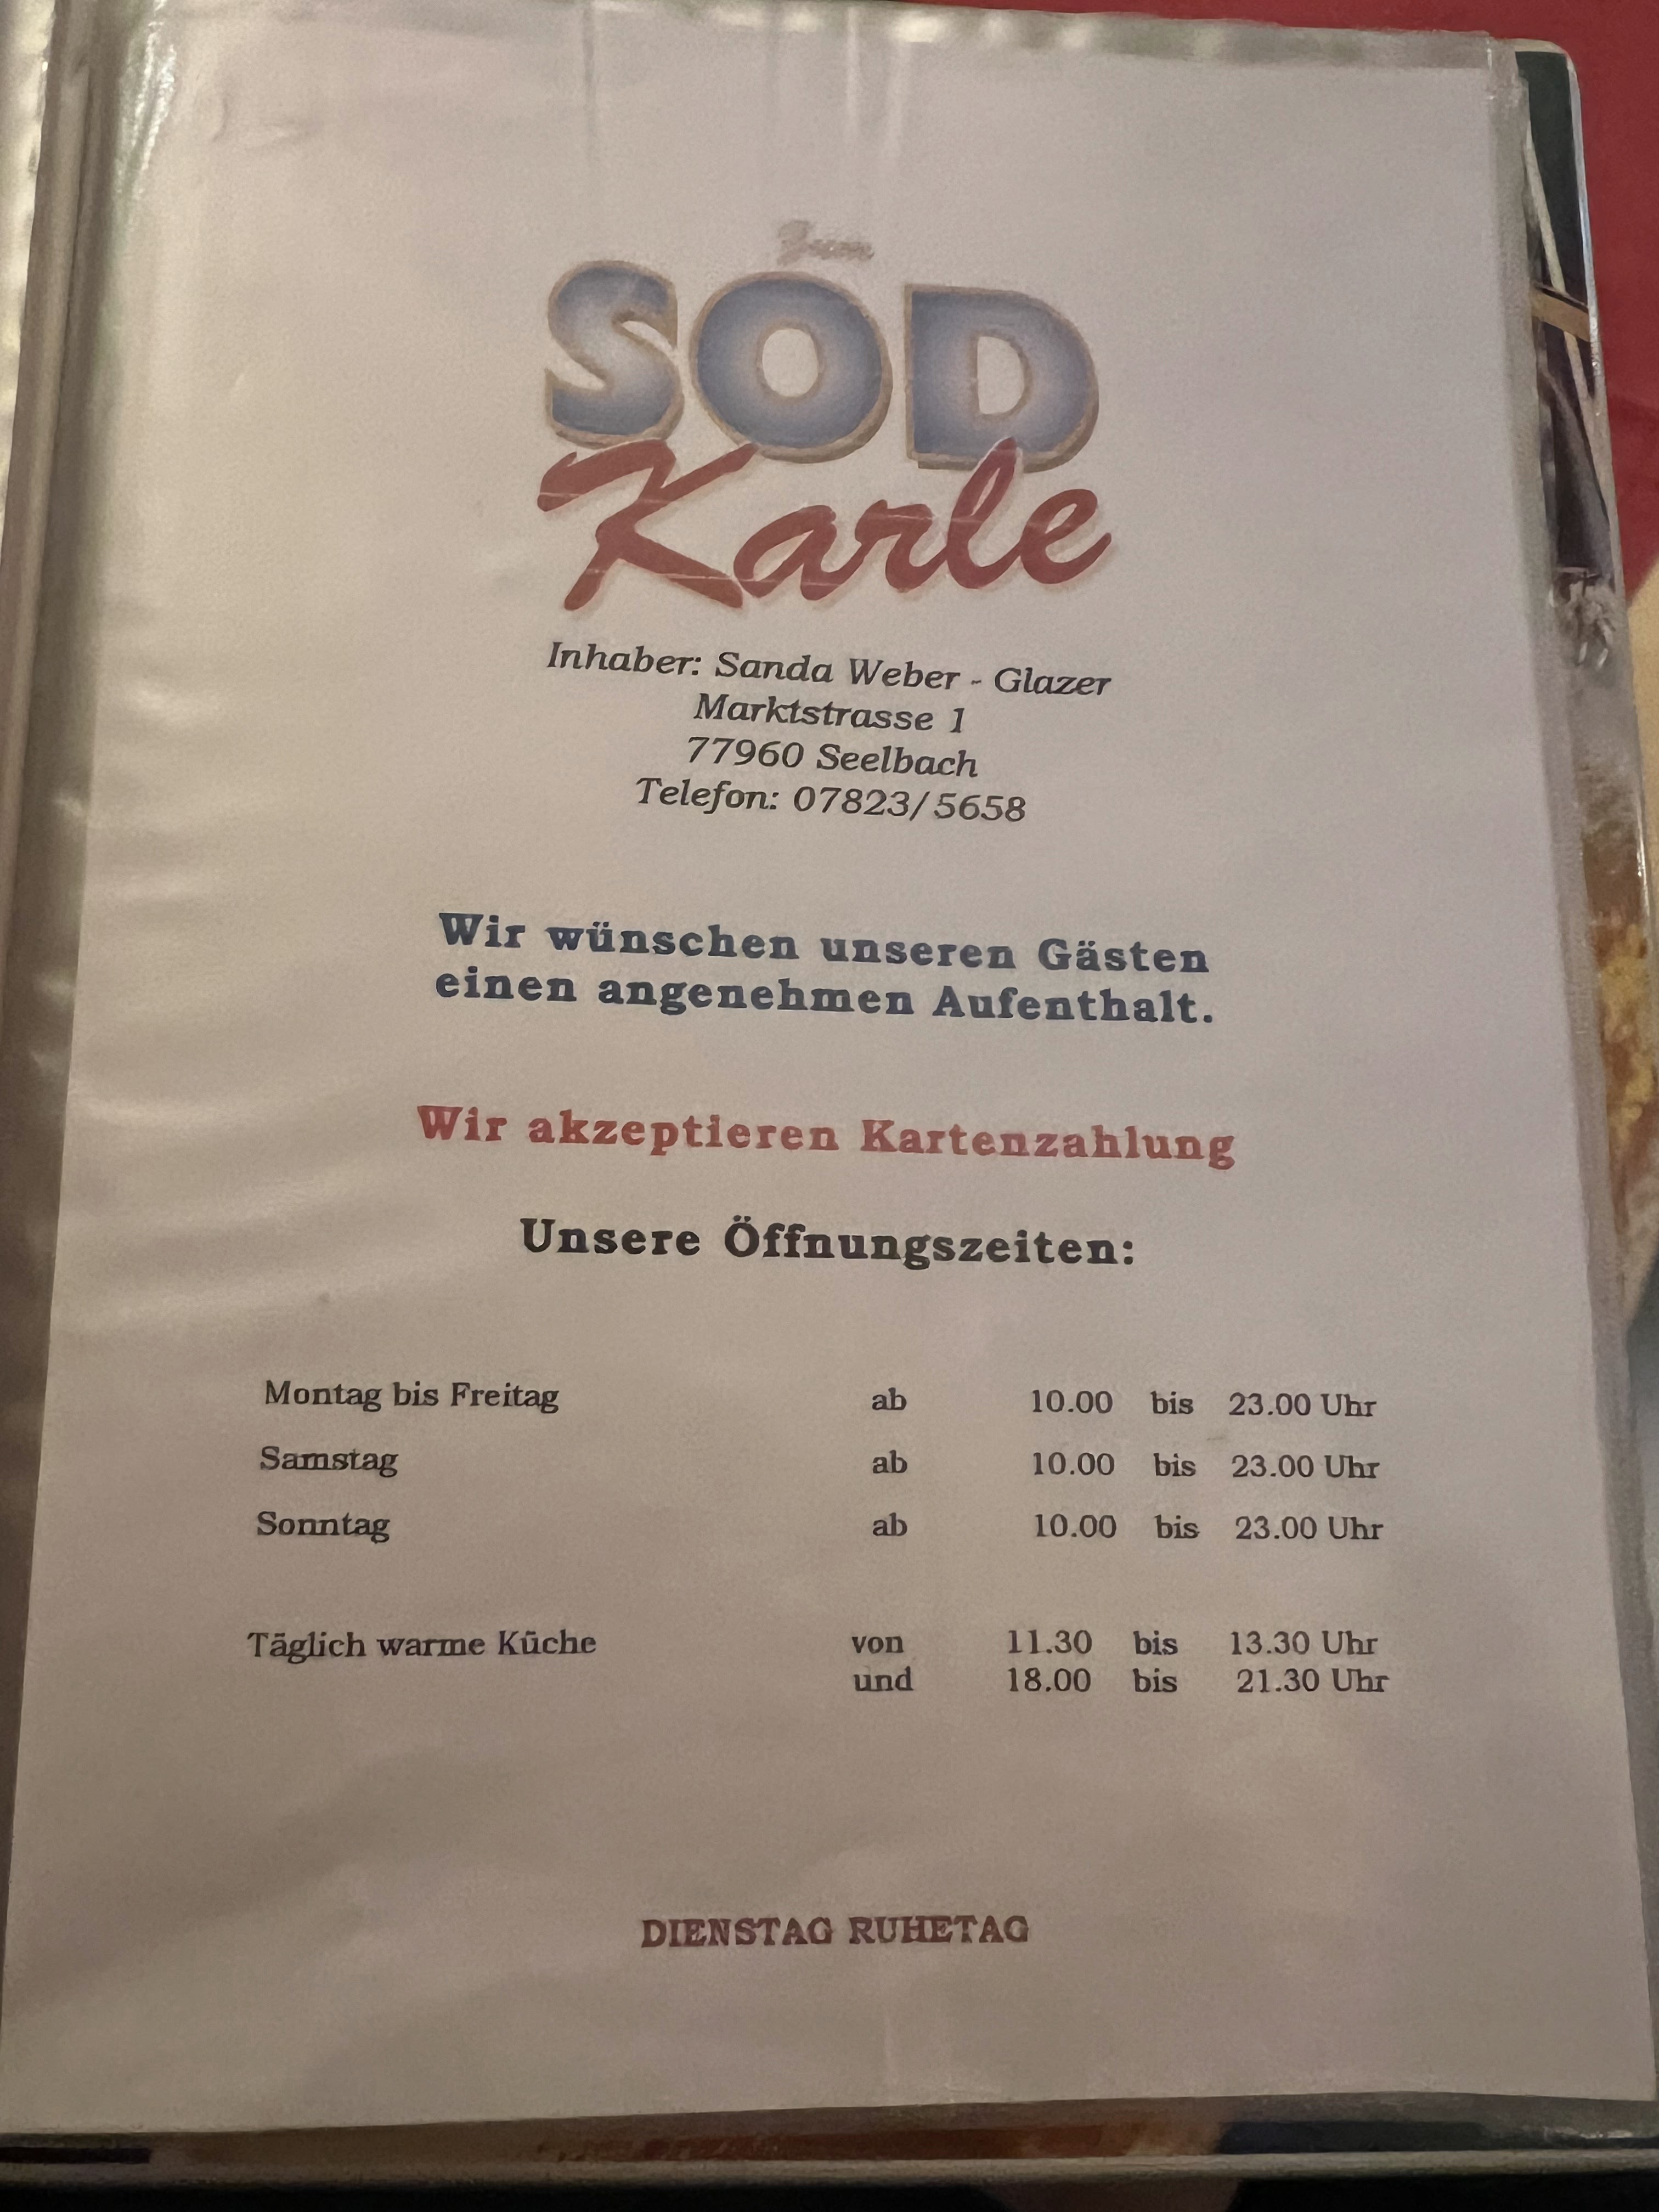 Zum
SÖD
Karle
Inhaber: Sanda Weber - Glazer
Marktstrasse 1
77960 Seelbach
Telefon: 07823/5658
Wir wünschen unseren Gästen
einen angenehmen Aufenthalt.
Wir akzeptieren Kartenzahlung
Unsere Öffnungszeiten:
Montag bis Freitag ab 10.00 bis 23.00 Uhr
Samstag ab 10.00 bis 23.00 Uhr
Sonntag ab 10.00 bis 23.00 Uhr
Täglich warme Küche von 11.30 bis 13.30 Uhr
und 18.00 bis 21.30 Uhr
DIENSTAG RUHETAG